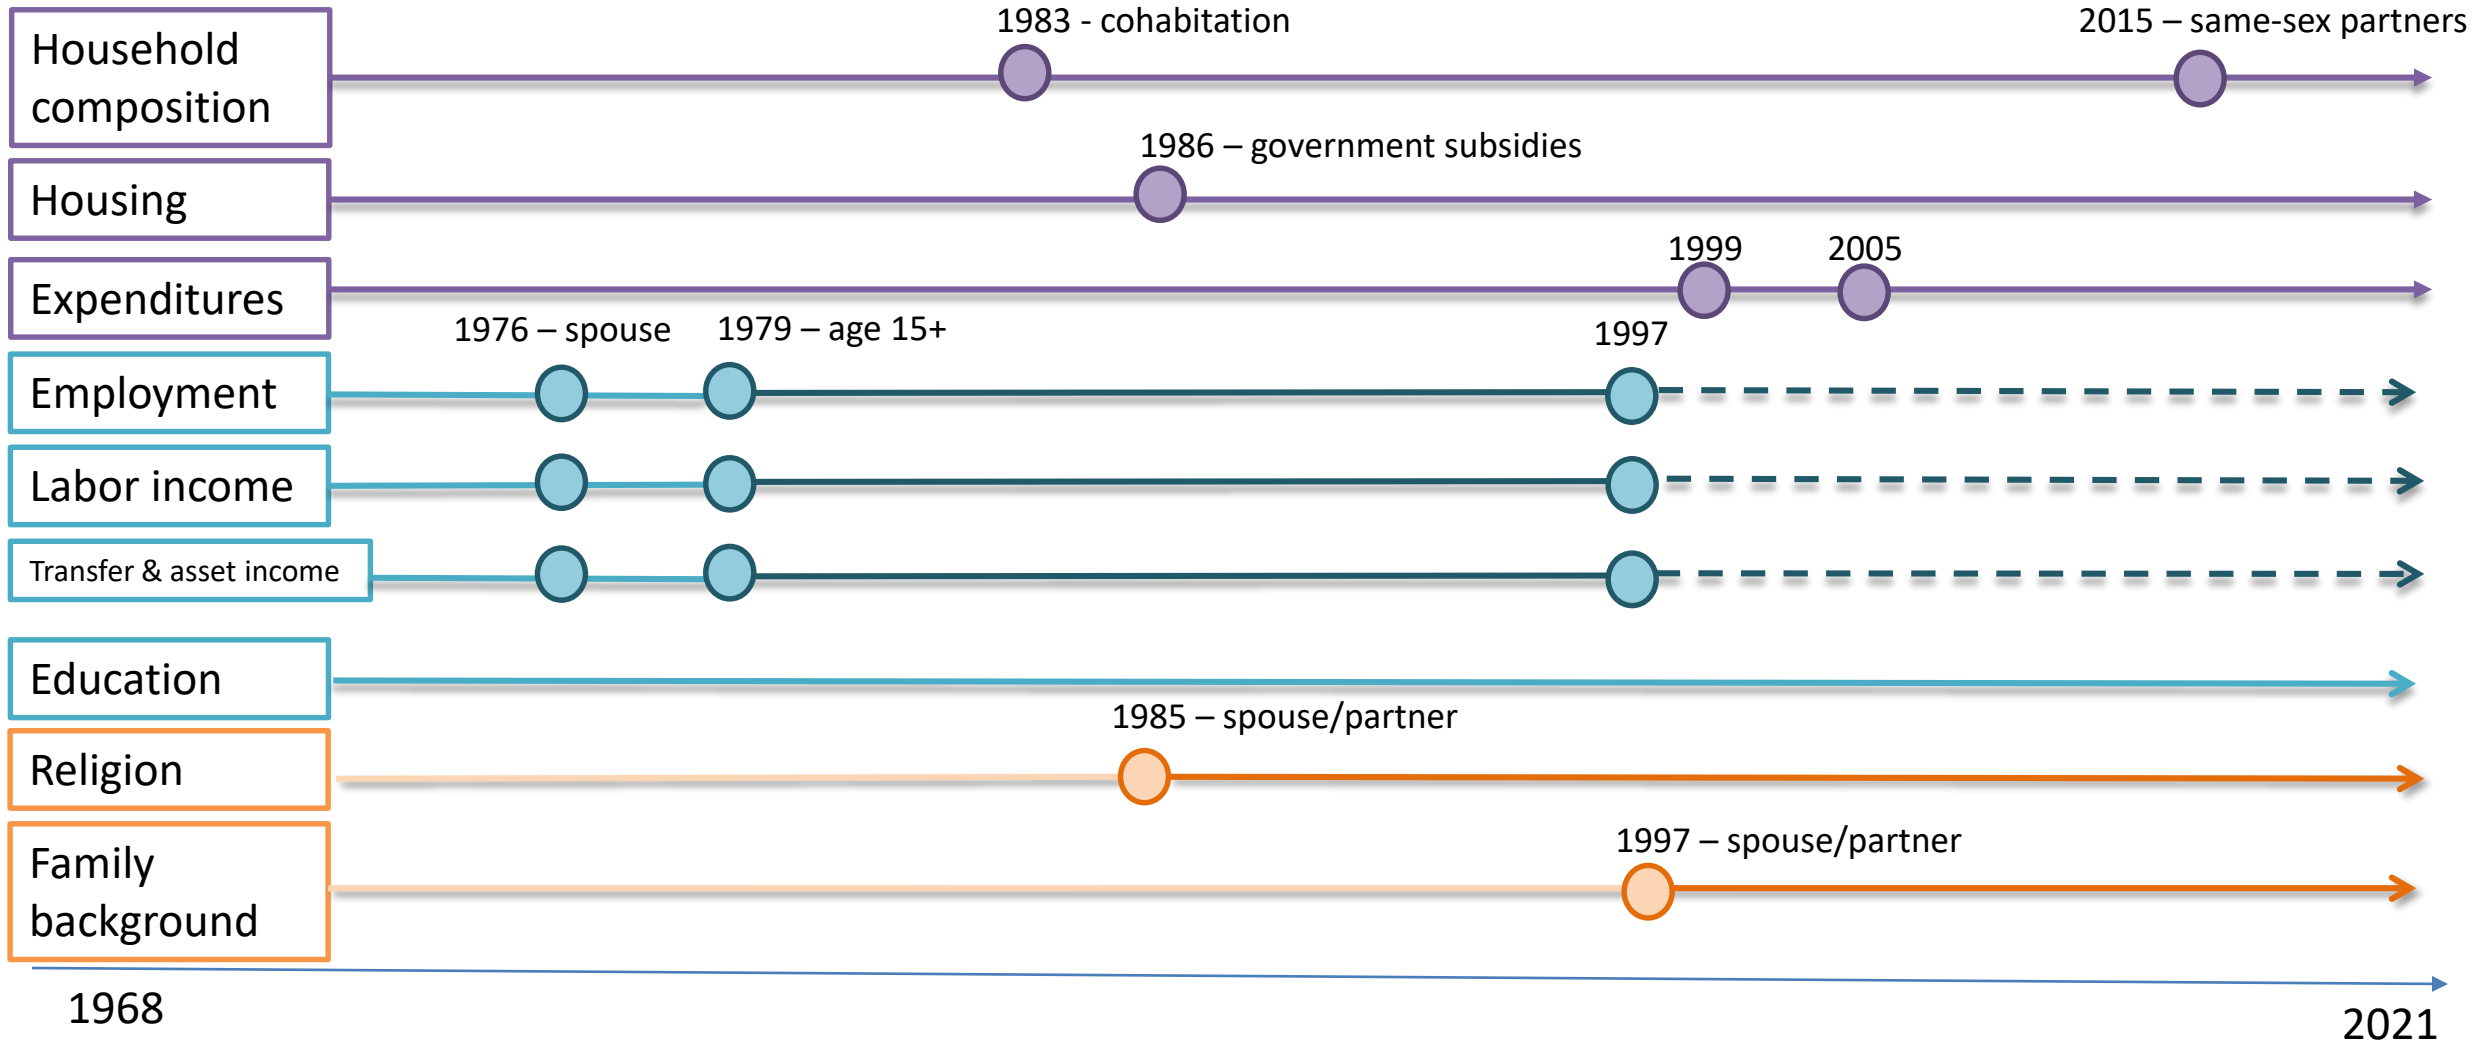 1983 - cohabitation
2015 – same-sex partners
Household
composition
1986 – government subsidies
Housing
1999
2005
Expenditures
1976 – spouse
1979 – age 15+
1997
Employment
Labor income
Transfer & asset income
Education
1985 – spouse/partner
Religion
1997 – spouse/partner
Family
background
1968
2021